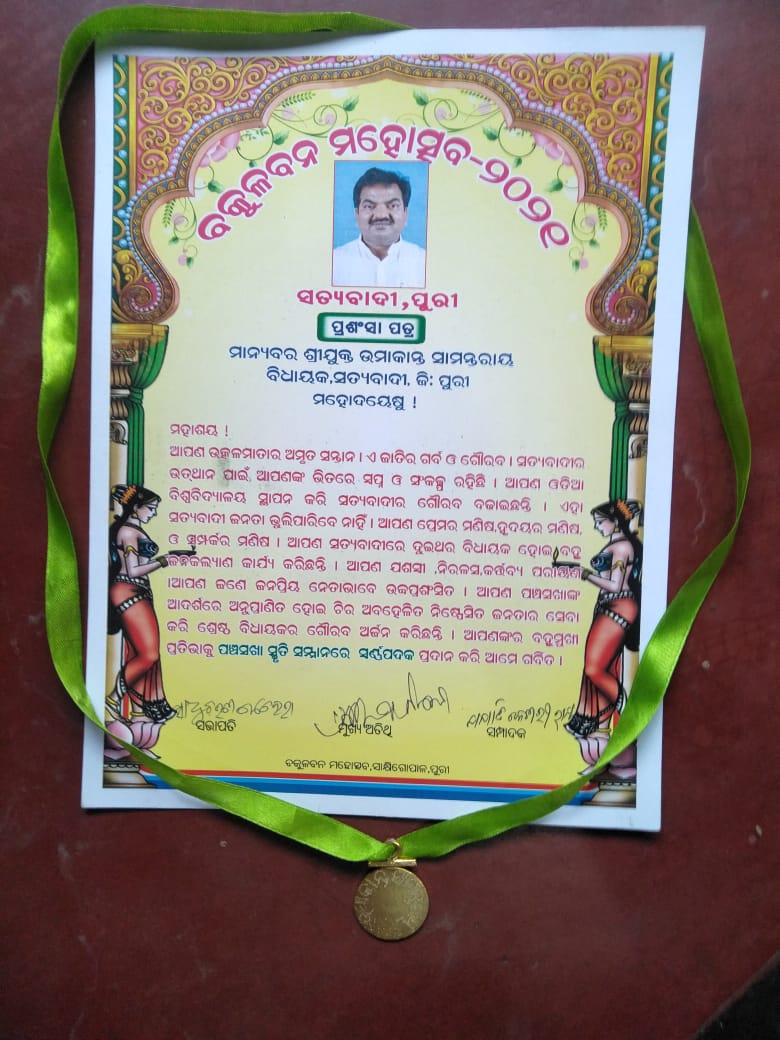 ବକୁଳବନ ମହୋତ୍ସବ-୨୦୨୧
ସତ୍ୟବାଦୀ,ପୁରୀ
ପ୍ରଶଂସା ପତ୍ର
ମାନ୍ୟବର ଶ୍ରୀଯୁକ୍ତ ଉମାକାନ୍ତ ସାମନ୍ତରାୟ
ବିଧାୟକ,ସତ୍ୟବାଦୀ, ଜି: ପୁରୀ
ମହୋଦୟେଷୁ !
ମହାଶୟ !
ଆପଣ ଉତ୍କଳମାତାର ଅମୃତ ସନ୍ତାନ । ଏ ଜାତିର ଗର୍ବ ଓ ଗୌରବ । ସତ୍ୟବାଦୀର
ଉତ୍‌ଥାନ ପାଇଁ ଆପଣଙ୍କ ଭିତରେ ସପ୍ନ ଓ ସଂକଳ୍ପ ରହିଛି । ଆପଣ ଓଡିଆ
ବିଶ୍ବବିଦ୍ୟାଳୟ ସ୍ଥାପନ କରି ସତ୍ୟବାଦୀର ଗୌରବ ବଢାଇଛନ୍ତି । ଏହା
ସତ୍ୟବାଦୀ ଜନତା ଭୁଲିପାରିବେ ନାହିଁ । ଆପଣ ପ୍ରେମର ମଣିଷ,ହୃଦୟର ମଣିଷ,
ଓ ସମ୍ପର୍କର ମଣିଷ । ଆପଣ ସତ୍ୟବାଦୀରେ ଦୁଇଥର ବିଧାୟକ ହୋଇ ବହୁ
ଜନକଲ୍ୟାଣ କାର୍ଯ୍ୟ କରିଛନ୍ତି । ଆପଣ ଯଶସ୍ୱୀ ,ନିରଳସ,କର୍ତ୍ତବ୍ୟ ପରାୟଣ
।ଆପଣ ଜଣେ ଜନପ୍ରିୟ ନେତାଭାବେ ଉଚ୍ଚପ୍ରଶଂସିତ । ଆପଣ ପଞ୍ଚସଖାଙ୍କ
ଆଦର୍ଶରେ ଅନୁପ୍ରାଣିତ ହୋଇ ଚିର ଅବହେଳିତ ନିଷ୍ପେସିତ ଜନତାର ସେବା
କରି ଶ୍ରେଷ୍ଠ ବିଧାୟକର ଗୌରବ ଅର୍ଜନ କରିଛନ୍ତି । ଆପଣଙ୍କର ବହୁମୁଖୀ
ପ୍ରତିଭାକୁ ପଞ୍ଚସଖା ସ୍ମୃତି ସମ୍ମାନରେ ସର୍ଣ୍ଣପଦକ ପ୍ରଦାନ କରି ଆମେ ଗର୍ବିତ ।
ସଭାପତି ମୁଖ୍ୟଅତିଥି ସମ୍ପାଦକ
ବକୁଳବନ ମହୋତ୍ସବ,ସାକ୍ଷିଗୋପାଳ,ପୁରୀ